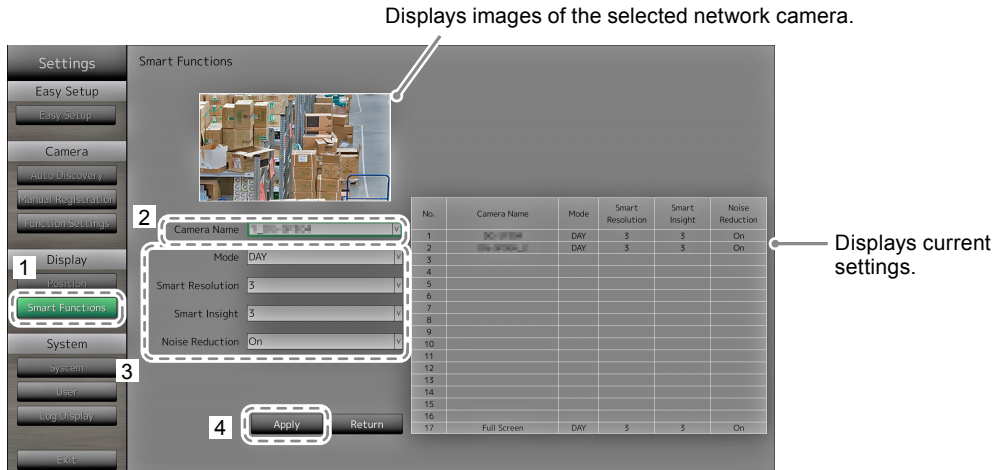 Displays images of the selected network camera.
Settings
Smart Functions
Easy Setup
Easy Setup
Camera
Auto Discovery
Manual Registration
Function Settings
Display
1
Position
Smart Functions
System
System
3
User
Log Display
Exit
2
Camera Name
Mode DAY
Smart Resolution 3
Smart Insight 3
Noise Reduction On
4
Apply Return
No. Camera Name Mode Smart Resolution Smart Insight Noise Reduction
1 DAY 3 3 On
2 DAY 3 3 On
3
4
5
6
7
8
9
10
11
12
13
14
15
16
17 Full Screen DAY 3 3 On
Displays current
settings.